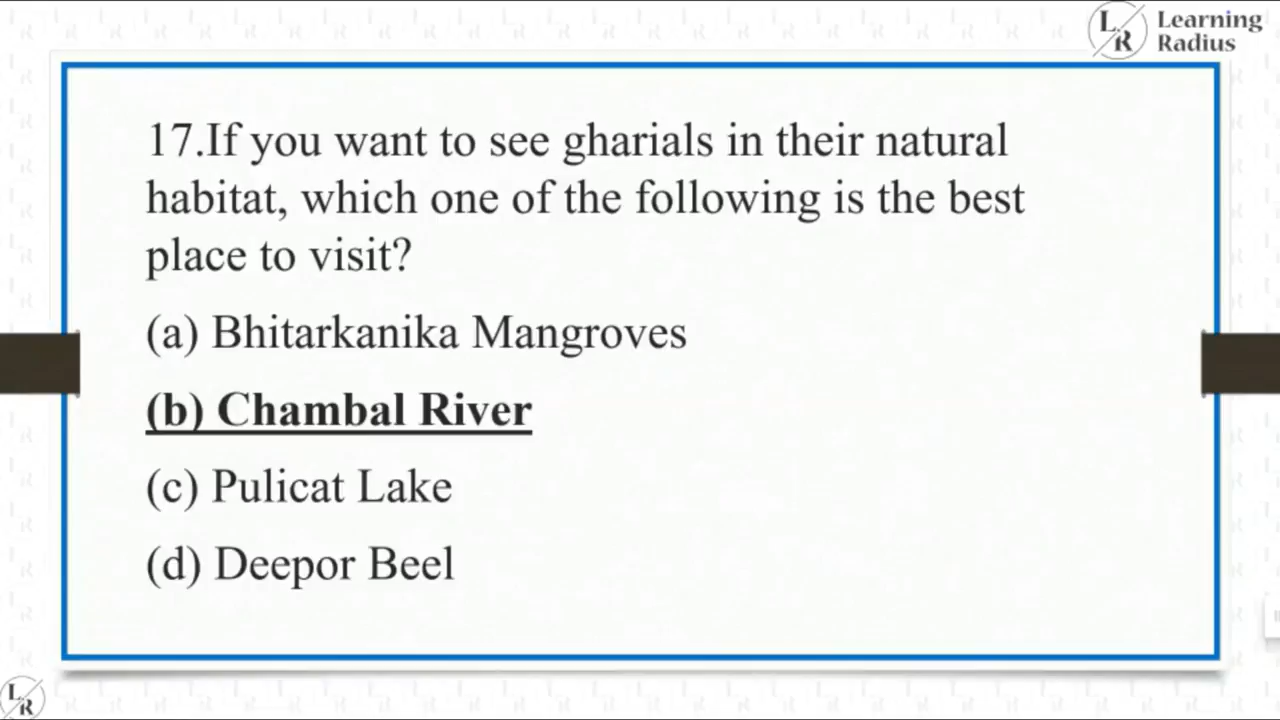 Learning
Radius
17.If you want to see gharials in their natural
habitat, which one of the following is the best
place to visit?
(a) Bhitarkanika Mangroves
(b) Chambal River
(c) Pulicat Lake
(d) Deepor Beel